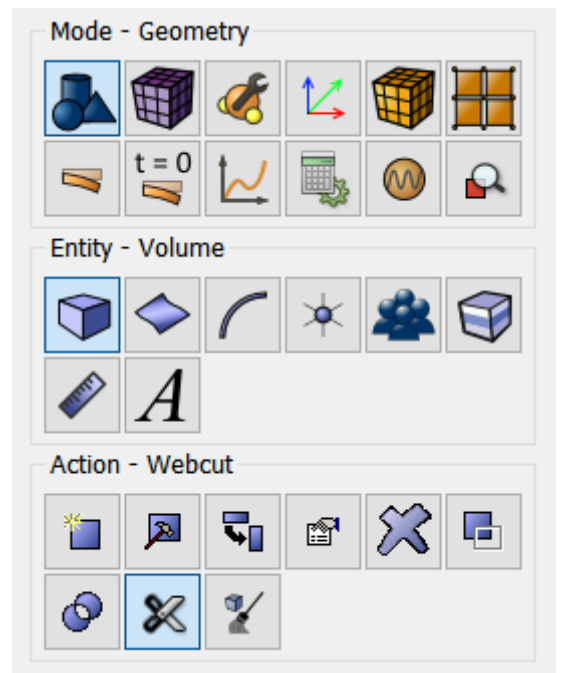 Mode - Geometry
t = 0
Entity - Volume
A
Action - Webcut